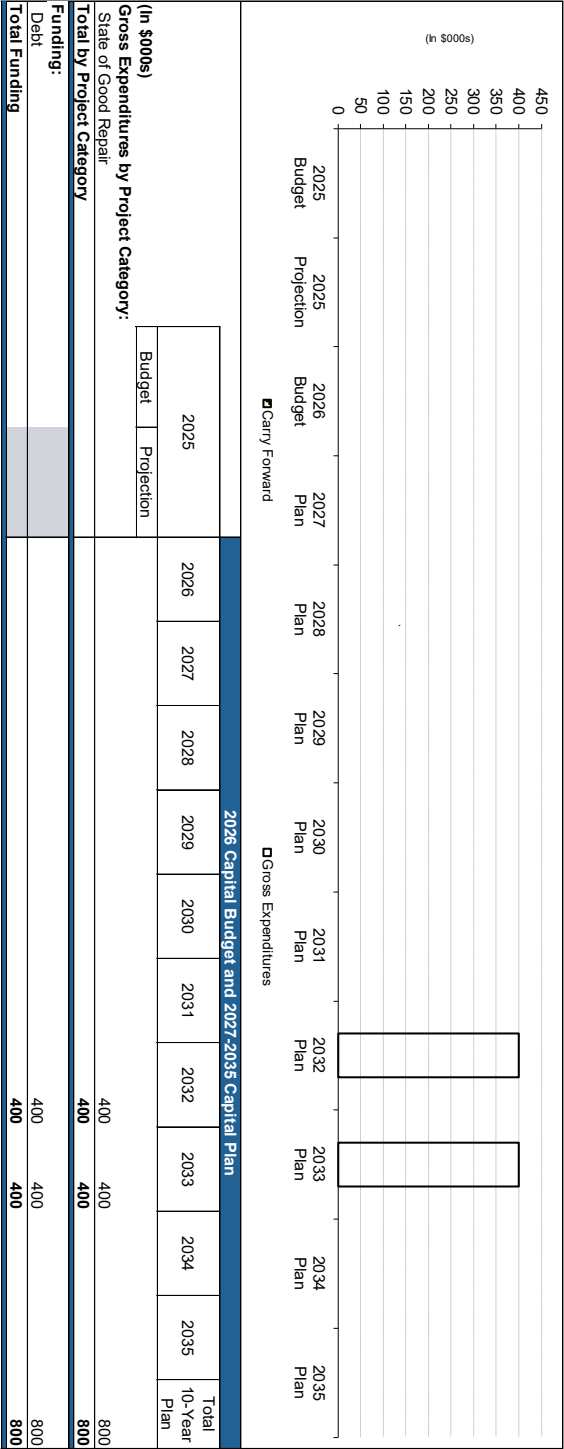 (In $000s)
450
400
350
300
250
200
150
100
50
0
2025 Budget
2025 Projection
2026 Budget
2027 Plan
2028 Plan
2029 Plan
2030 Plan
2031 Plan
2032 Plan
2033 Plan
2034 Plan
2035 Plan
Carry Forward
Gross Expenditures
2026 Capital Budget and 2027-2035 Capital Plan
2025
2026
2027
2028
2029
2030
2031
2032
2033
2034
2035
Total 10-Year Plan
(In $000s)
Budget
Projection
Gross Expenditures by Project Category:
State of Good Repair 400 400 800
Total by Project Category 400 400 800
Funding:
Debt 400 400 800
Total Funding 400 400 800